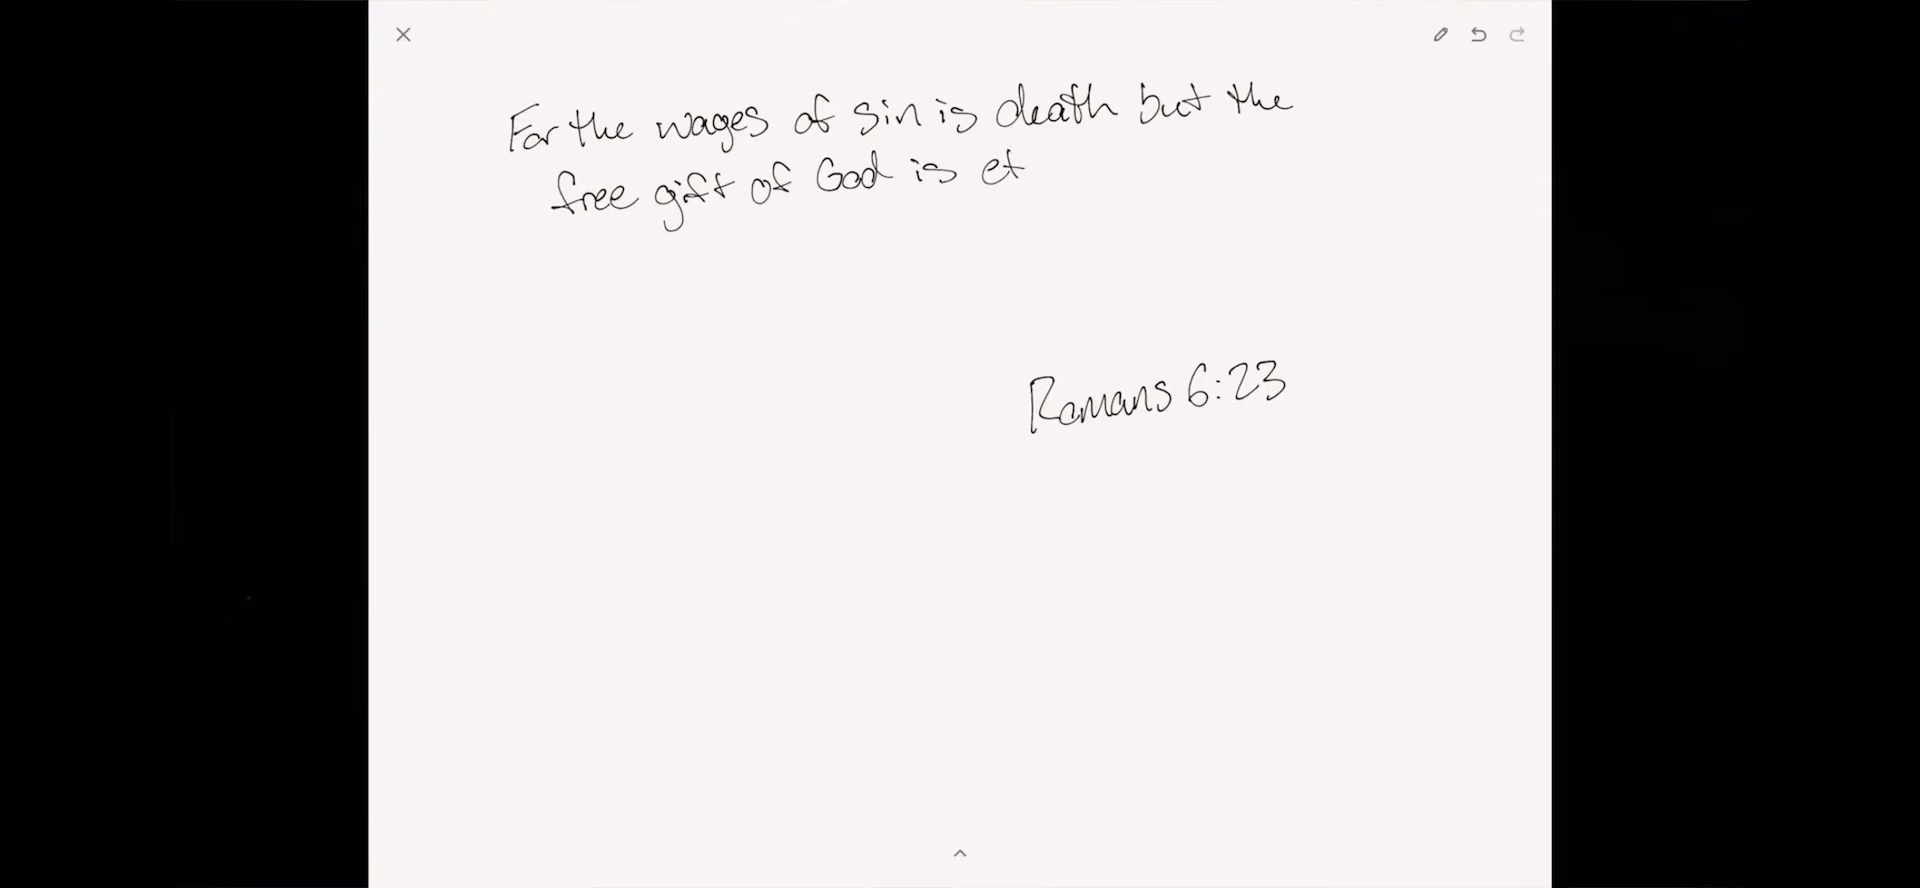 For the wages of sin is death but the
free gift of God is et
Romans 6:23